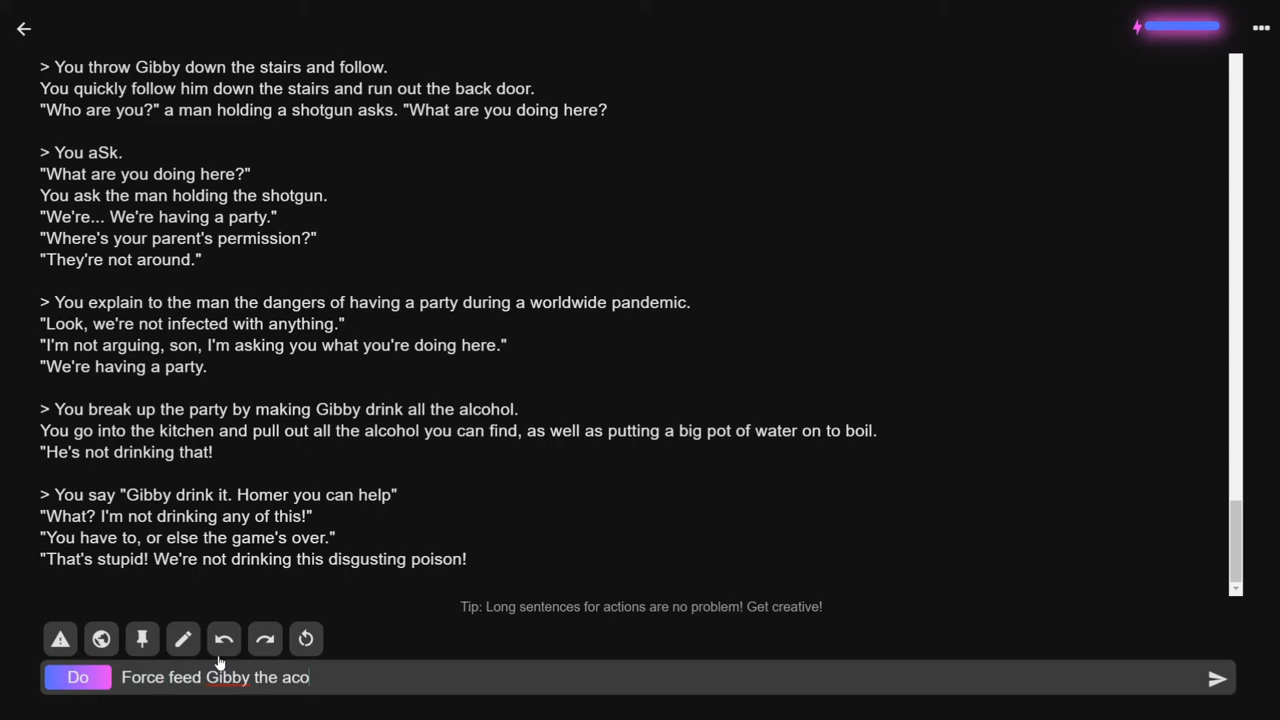 > You throw Gibby down the stairs and follow.
You quickly follow him down the stairs and run out the back door.
"Who are you?" a man holding a shotgun asks. "What are you doing here?
> You aSk.
"What are you doing here?"
You ask the man holding the shotgun.
"We're... We're having a party."
"Where's your parent's permission?"
"They're not around."
> You explain to the man the dangers of having a party during a worldwide pandemic.
"Look, we're not infected with anything."
"I'm not arguing, son, I'm asking you what you're doing here."
"We're having a party.
> You break up the party by making Gibby drink all the alcohol.
You go into the kitchen and pull out all the alcohol you can find, as well as putting a big pot of water on to boil.
"He's not drinking that!
> You say "Gibby drink it. Homer you can help"
"What? I'm not drinking any of this!"
"You have to, or else the game's over."
"That's stupid! We're not drinking this disgusting poison!
Tip: Long sentences for actions are no problem! Get creative!
Do Force feed Gibby the aco